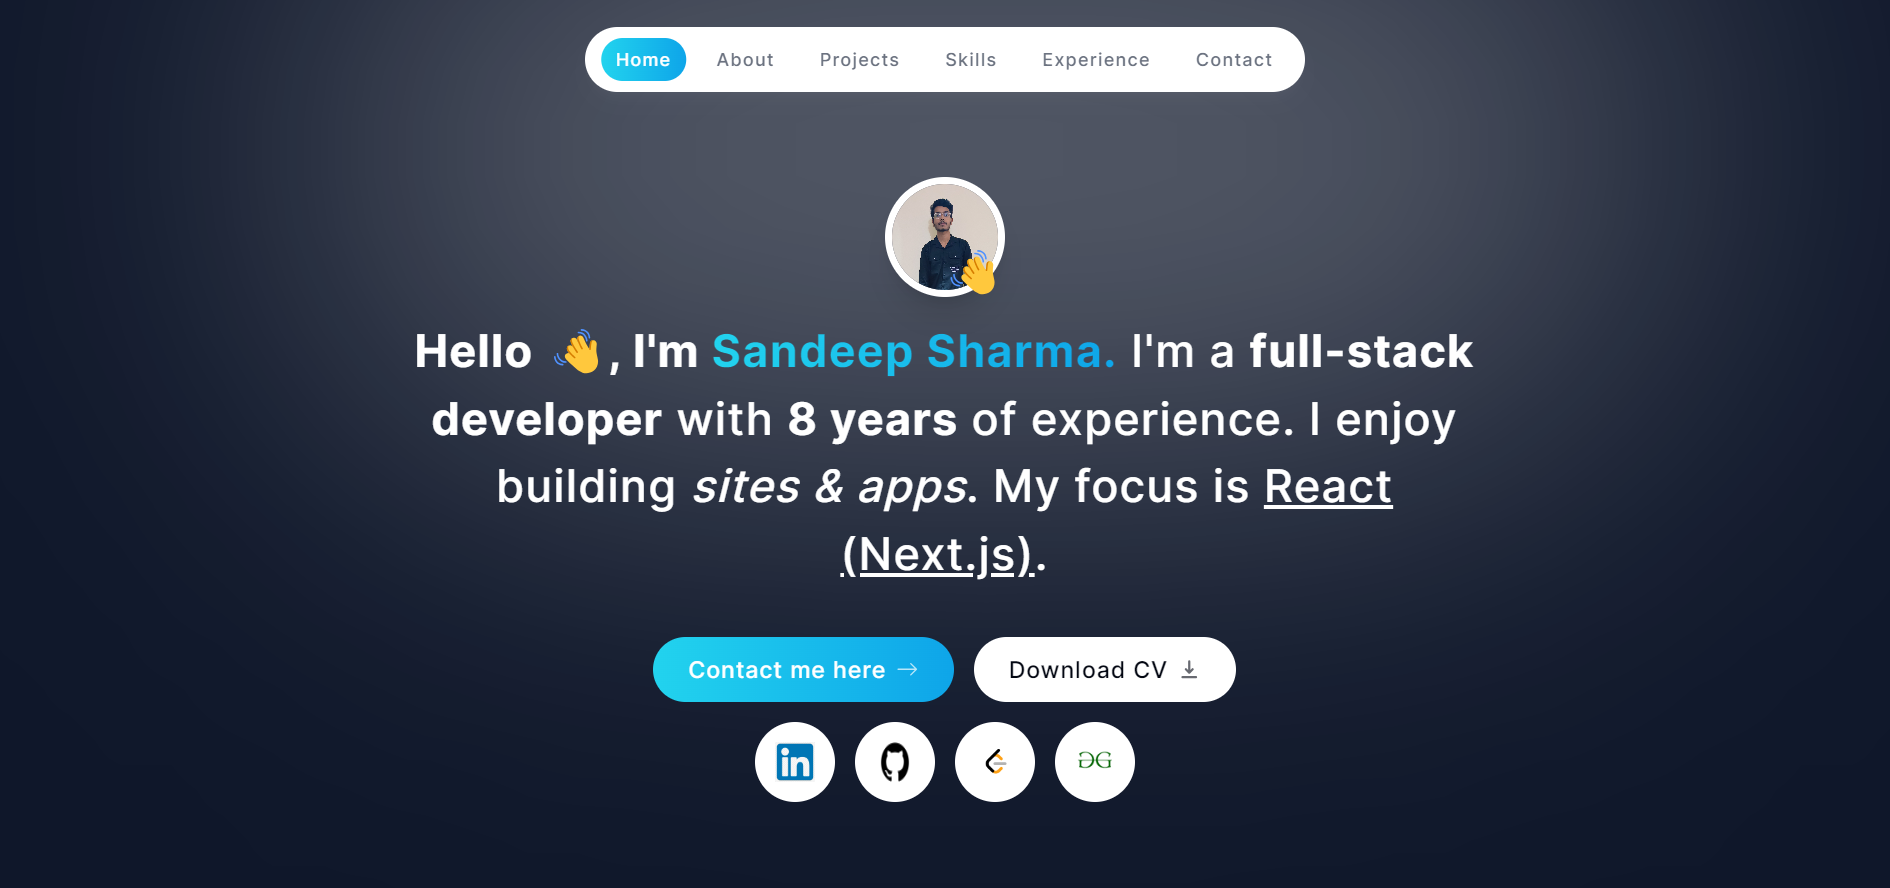 Home About Projects Skills Experience Contact
Hello 👋, I'm Sandeep Sharma. I'm a full-stack
developer with 8 years of experience. I enjoy
building sites & apps. My focus is React
(Next.js).
Contact me here → Download CV
in